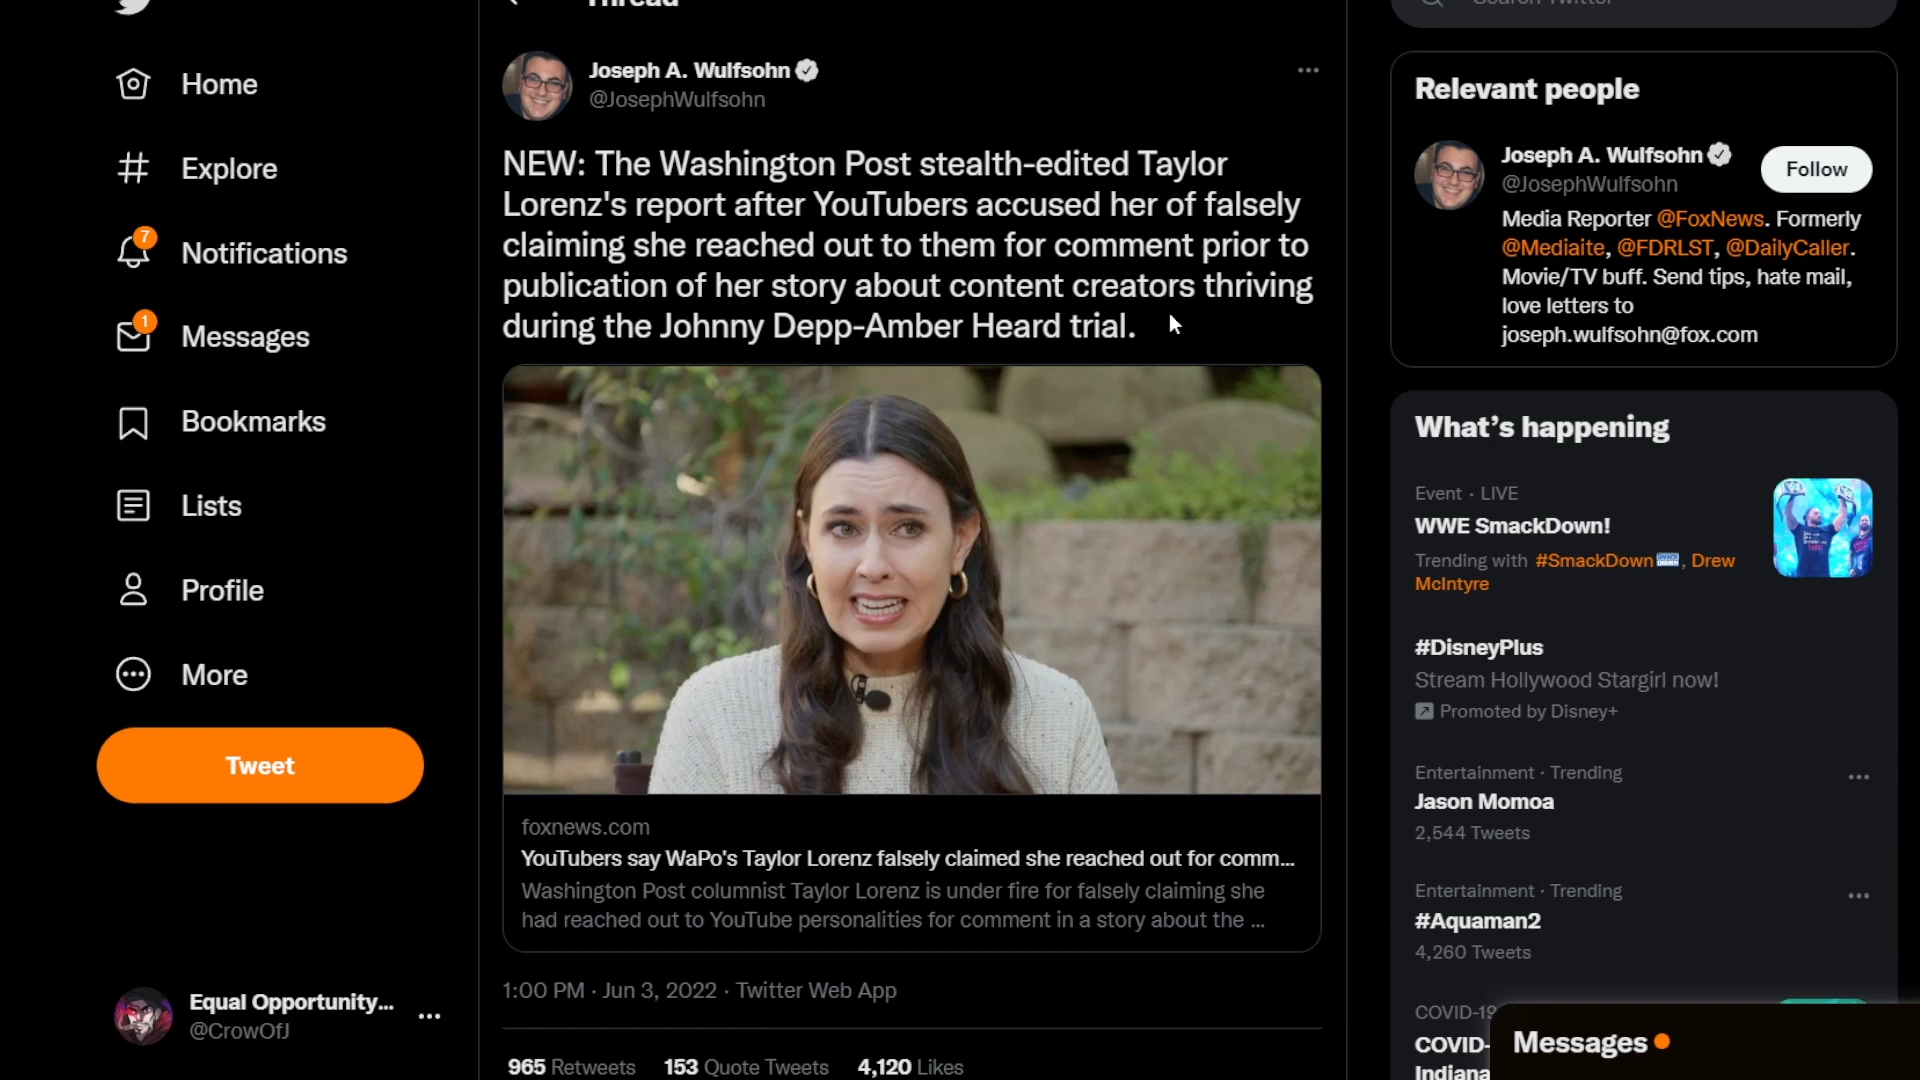 Thread
Home
Explore
7
Notifications
1
Messages
Bookmarks
Lists
Profile
More
Tweet
Equal Opportunity...
@CrowOfJ
Joseph A. Wulfsohn
@JosephWulfsohn
NEW: The Washington Post stealth-edited Taylor
Lorenz's report after YouTubers accused her of falsely
claiming she reached out to them for comment prior to
publication of her story about content creators thriving
during the Johnny Depp-Amber Heard trial.
foxnews.com
YouTubers say WaPo's Taylor Lorenz falsely claimed she reached out for comm...
Washington Post columnist Taylor Lorenz is under fire for falsely claiming she
had reached out to YouTube personalities for comment in a story about the ...
1:00 PM · Jun 3, 2022 · Twitter Web App
965 Retweets 153 Quote Tweets 4,120 Likes
Search Twitter
Relevant people
Joseph A. Wulfsohn
@JosephWulfsohn
Follow
Media Reporter @FoxNews. Formerly
@Mediaite, @FDRLST, @DailyCaller.
Movie/TV buff. Send tips, hate mail,
love letters to
joseph.wulfsohn@fox.com
What's happening
Event · LIVE
WWE SmackDown!
Trending with #SmackDown, Drew
McIntyre
#DisneyPlus
Stream Hollywood Stargirl now!
Promoted by Disney+
Entertainment · Trending
Jason Momoa
2,544 Tweets
Entertainment · Trending
#Aquaman2
4,260 Tweets
COVID-19
COVID-
Indiana
Messages